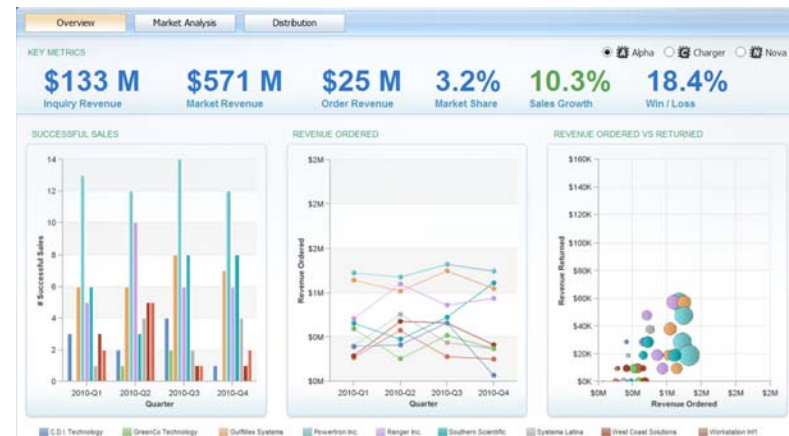 Overview Market Analysis Distribution
KEY METRICS
Alpha Charger Nova
$133 M $571 M $25 M 3.2% 10.3% 18.4%
Inquiry Revenue Market Revenue Order Revenue Market Share Sales Growth Win / Loss
SUCCESSFUL SALES
14
12
10
8
6
4
2
0
# Successful Sales
2010-Q1 2010-Q2 2010-Q3 2010-Q4
Quarter
REVENUE ORDERED
$2M
$2M
$2M
$1M
$0M
$0M
Revenue Ordered
2010-Q1 2010-Q2 2010-Q3 2010-Q4
Quarter
REVENUE ORDERED VS RETURNED
$160K
$140K
$120K
$100K
$80K
$60K
$40K
$20K
$0K
Revenue Returned
$0M $0M $1M $2M $2M $3M
Revenue Ordered
C.D.I. Technology GreenCo Technology GulfMex Systems Powertron Inc. Ranger Inc. Southern Scientific Systema Latina West Coast Solutions Workstation Int'l